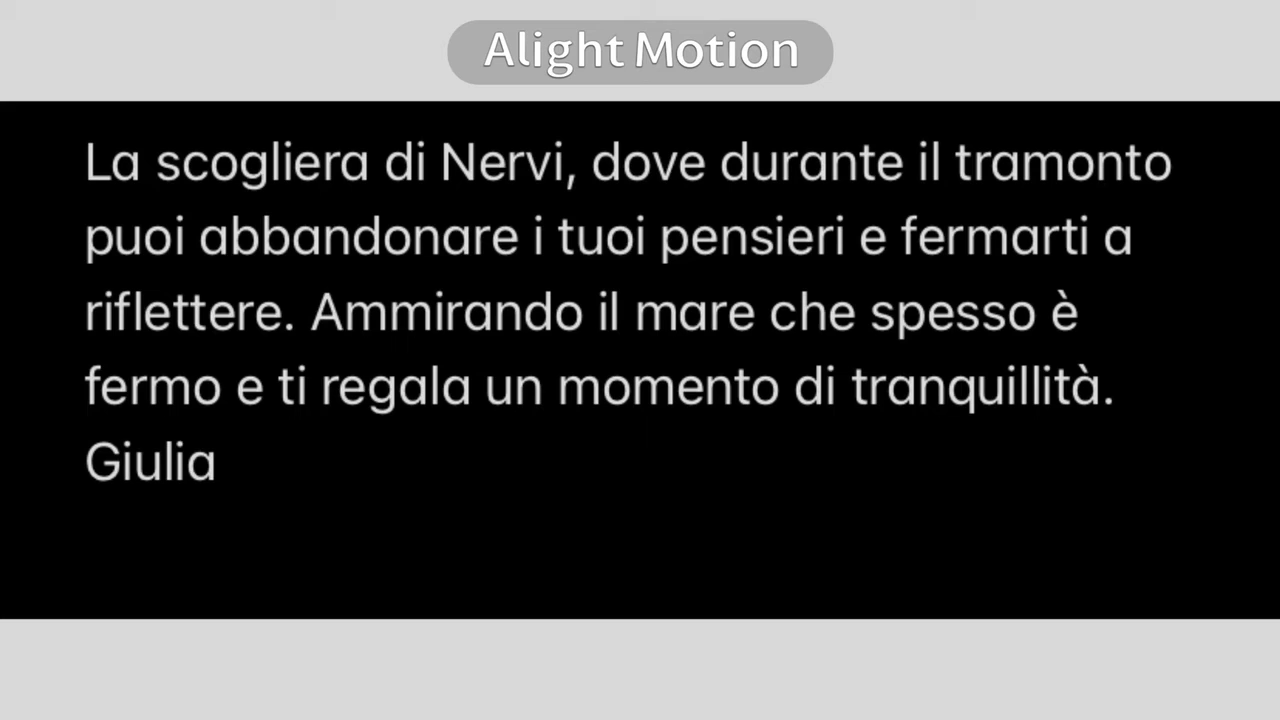 Alight Motion
La scogliera di Nervi, dove durante il tramonto
puoi abbandonare i tuoi pensieri e fermarti a
riflettere. Ammirando il mare che spesso è
fermo e ti regala un momento di tranquillità.
Giulia